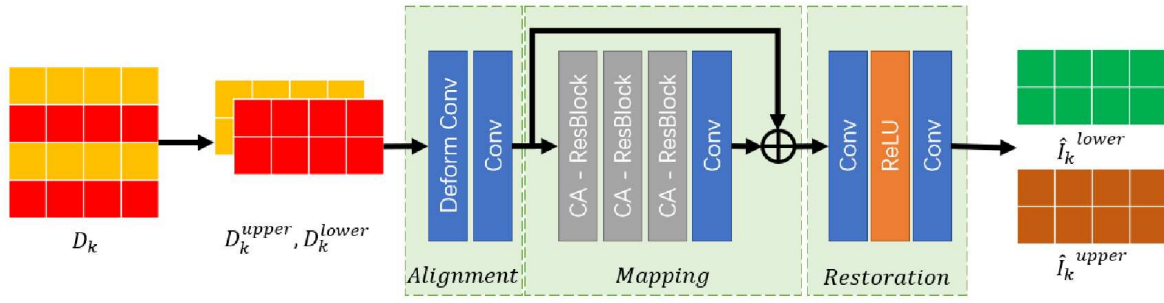 D_k
D_k^{upper}, D_k^{lower}
Deform Conv
Conv
Alignment
CA - ResBlock
CA - ResBlock
CA - ResBlock
Conv
Mapping
Conv
ReLU
Conv
Restoration
Î_k^{lower}
Î_k^{upper}